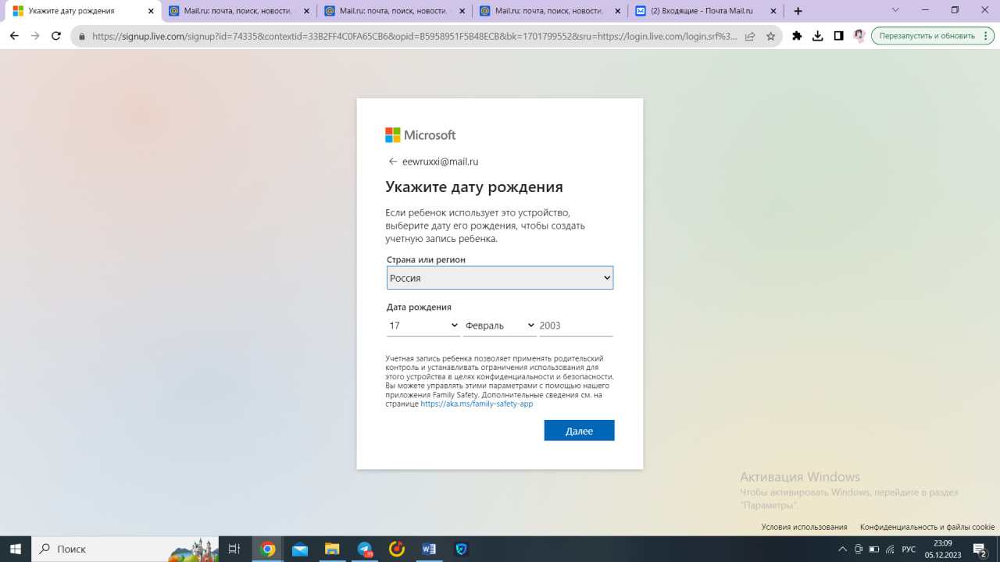 Укажите дату рождения
Mail.ru: почта, поиск, новости,
Mail.ru: почта, поиск, новости,
Mail.ru: почта, поиск, новости,
(2) Входящие - Почта Mail.ru
https://signup.live.com/signup?id=74335&contextid=33B2FF4C0FA65CB6&opid=B5958951F5B48ECB&bk=1701799552&sru=https://login.live.com/login.srf%3...
Перезапустить и обновить
Microsoft
eewruxxi@mail.ru
Укажите дату рождения
Если ребенок использует это устройство,
выберите дату его рождения, чтобы создать
учетную запись ребенка.
Страна или регион
Россия
Дата рождения
17 Февраль 2003
Учетная запись ребенка позволяет применять родительский
контроль и устанавливать ограничения использования для
этого устройства в целях конфиденциальности и безопасности.
Вы можете управлять этими параметрами с помощью нашего
приложения Family Safety. Дополнительные сведения см. на
странице https://aka.ms/family-safety-app
Далее
Активация Windows
Чтобы активировать Windows, перейдите в раздел
"Параметры".
Условия использования Конфиденциальность и файлы cookie
Поиск
РУС
23:09
05.12.2023
2